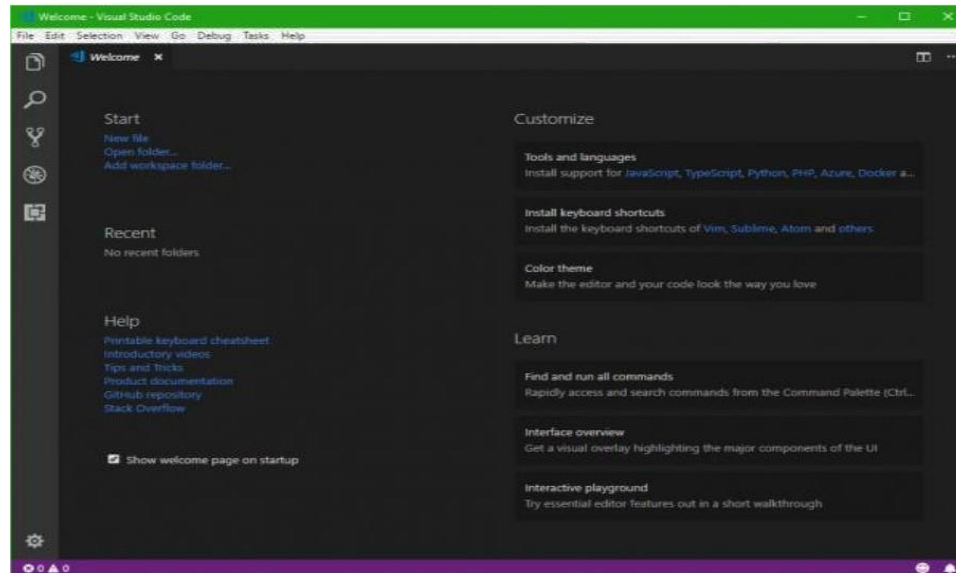 Welcome - Visual Studio Code
File Edit Selection View Go Debug Tasks Help
Welcome
Start
New file
Open folder...
Add workspace folder...
Recent
No recent folders
Help
Printable keyboard cheatsheet
Introductory videos
Tips and Tricks
Product documentation
GitHub repository
Stack Overflow
Show welcome page on startup
Customize
Tools and languages
Install support for JavaScript, TypeScript, Python, PHP, Azure, Docker a...
Install keyboard shortcuts
Install the keyboard shortcuts of Vim, Sublime, Atom and others
Color theme
Make the editor and your code look the way you love
Learn
Find and run all commands
Rapidly access and search commands from the Command Palette (Ctrl...
Interface overview
Get a visual overlay highlighting the major components of the UI
Interactive playground
Try essential editor features out in a short walkthrough
0 0